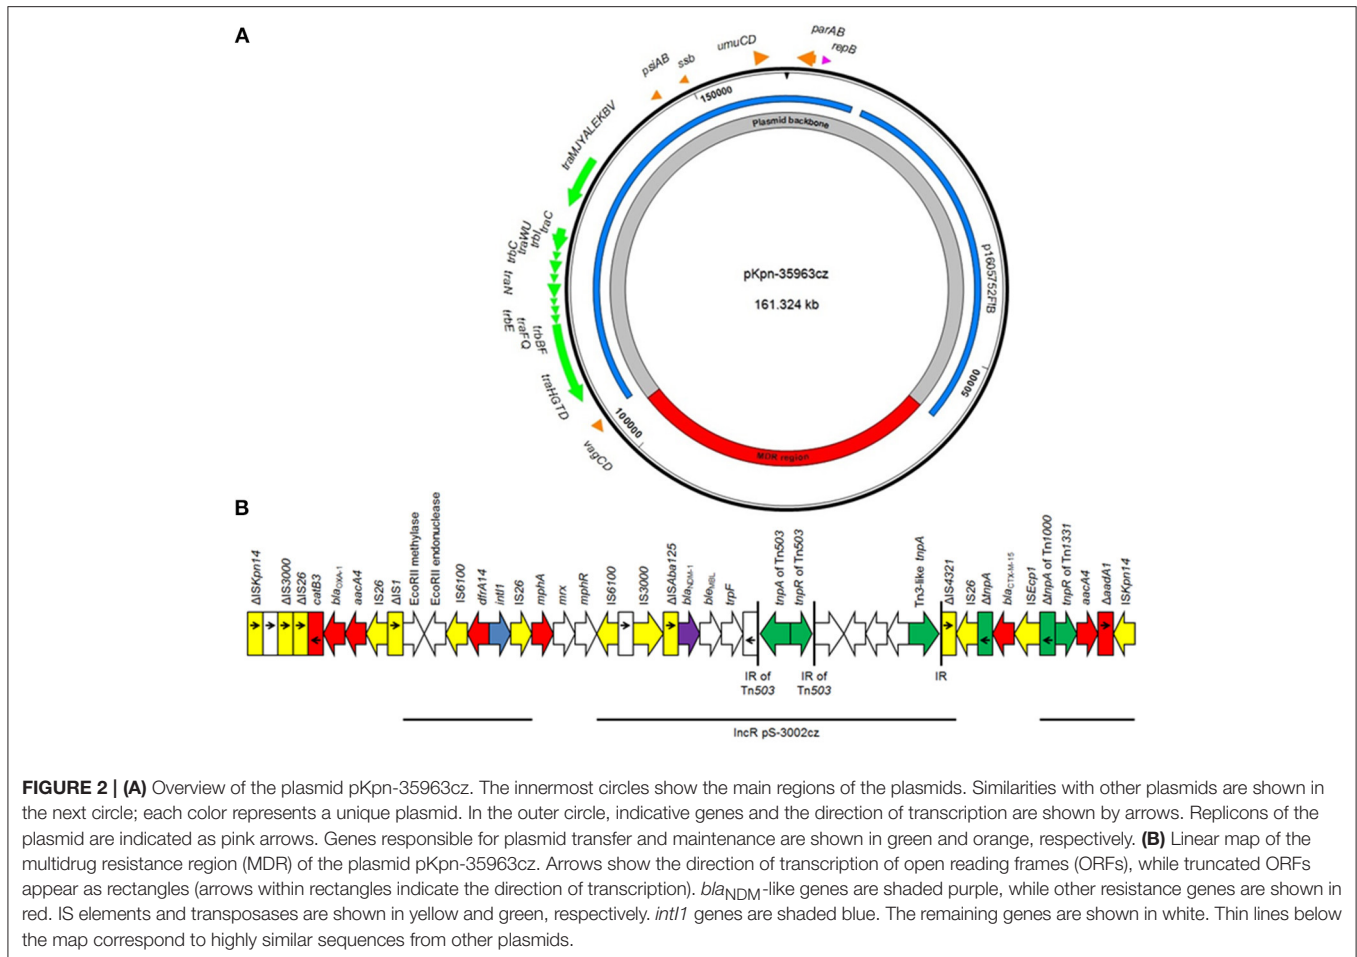 A
umuCD
parAB
repB
ssb
psiAB
150000
traMJYALEKBV
Plasmid backbone
traC
trbI
traWU
trbC
traN
p1605752FIB
pKpn-35963cz
161.324 kb
trbE
traFQ
trbBF
traHGTD
50000
100000
vagCD
MDR region
B
ΔISKpn14
ΔIS3000
ΔIS26
catB3
blaOXA-1
aacA4
IS26
ΔIS1
EcoRII methylase
EcoRII endonuclease
IS6100
dfrA14
intI1
IS26
mphA
mrx
mphR
IS6100
IS3000
ΔISAba125
blaNDM-1
bleMBL
trpF
tnpA of Tn503
tnpR of Tn503
Tn3-like tnpA
ΔIS4321
IS26
ΔtnpA
blaCTX-M-15
ISEcp1
ΔtnpA of Tn1000
tnpR of Tn1331
aacA4
ΔaadA1
ISKpn14
IR of
Tn503
IR of
Tn503
IR
IncR pS-3002cz
FIGURE 2 | (A) Overview of the plasmid pKpn-35963cz. The innermost circles show the main regions of the plasmids. Similarities with other plasmids are shown in
the next circle; each color represents a unique plasmid. In the outer circle, indicative genes and the direction of transcription are shown by arrows. Replicons of the
plasmid are indicated as pink arrows. Genes responsible for plasmid transfer and maintenance are shown in green and orange, respectively. (B) Linear map of the
multidrug resistance region (MDR) of the plasmid pKpn-35963cz. Arrows show the direction of transcription of open reading frames (ORFs), while truncated ORFs
appear as rectangles (arrows within rectangles indicate the direction of transcription). blaNDM-like genes are shaded purple, while other resistance genes are shown in
red. IS elements and transposases are shown in yellow and green, respectively. intI1 genes are shaded blue. The remaining genes are shown in white. Thin lines below
the map correspond to highly similar sequences from other plasmids.